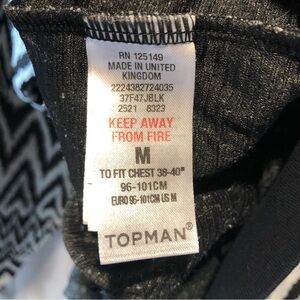 RN 125149
MADE IN UNITED
KINGDOM
2224382724035
37F47JBLK
2521 8323
KEEP AWAY
FROM FIRE
M
TO FIT CHEST 38-40"
96-101CM
EURO 96-101CM US M
TOPMAN®